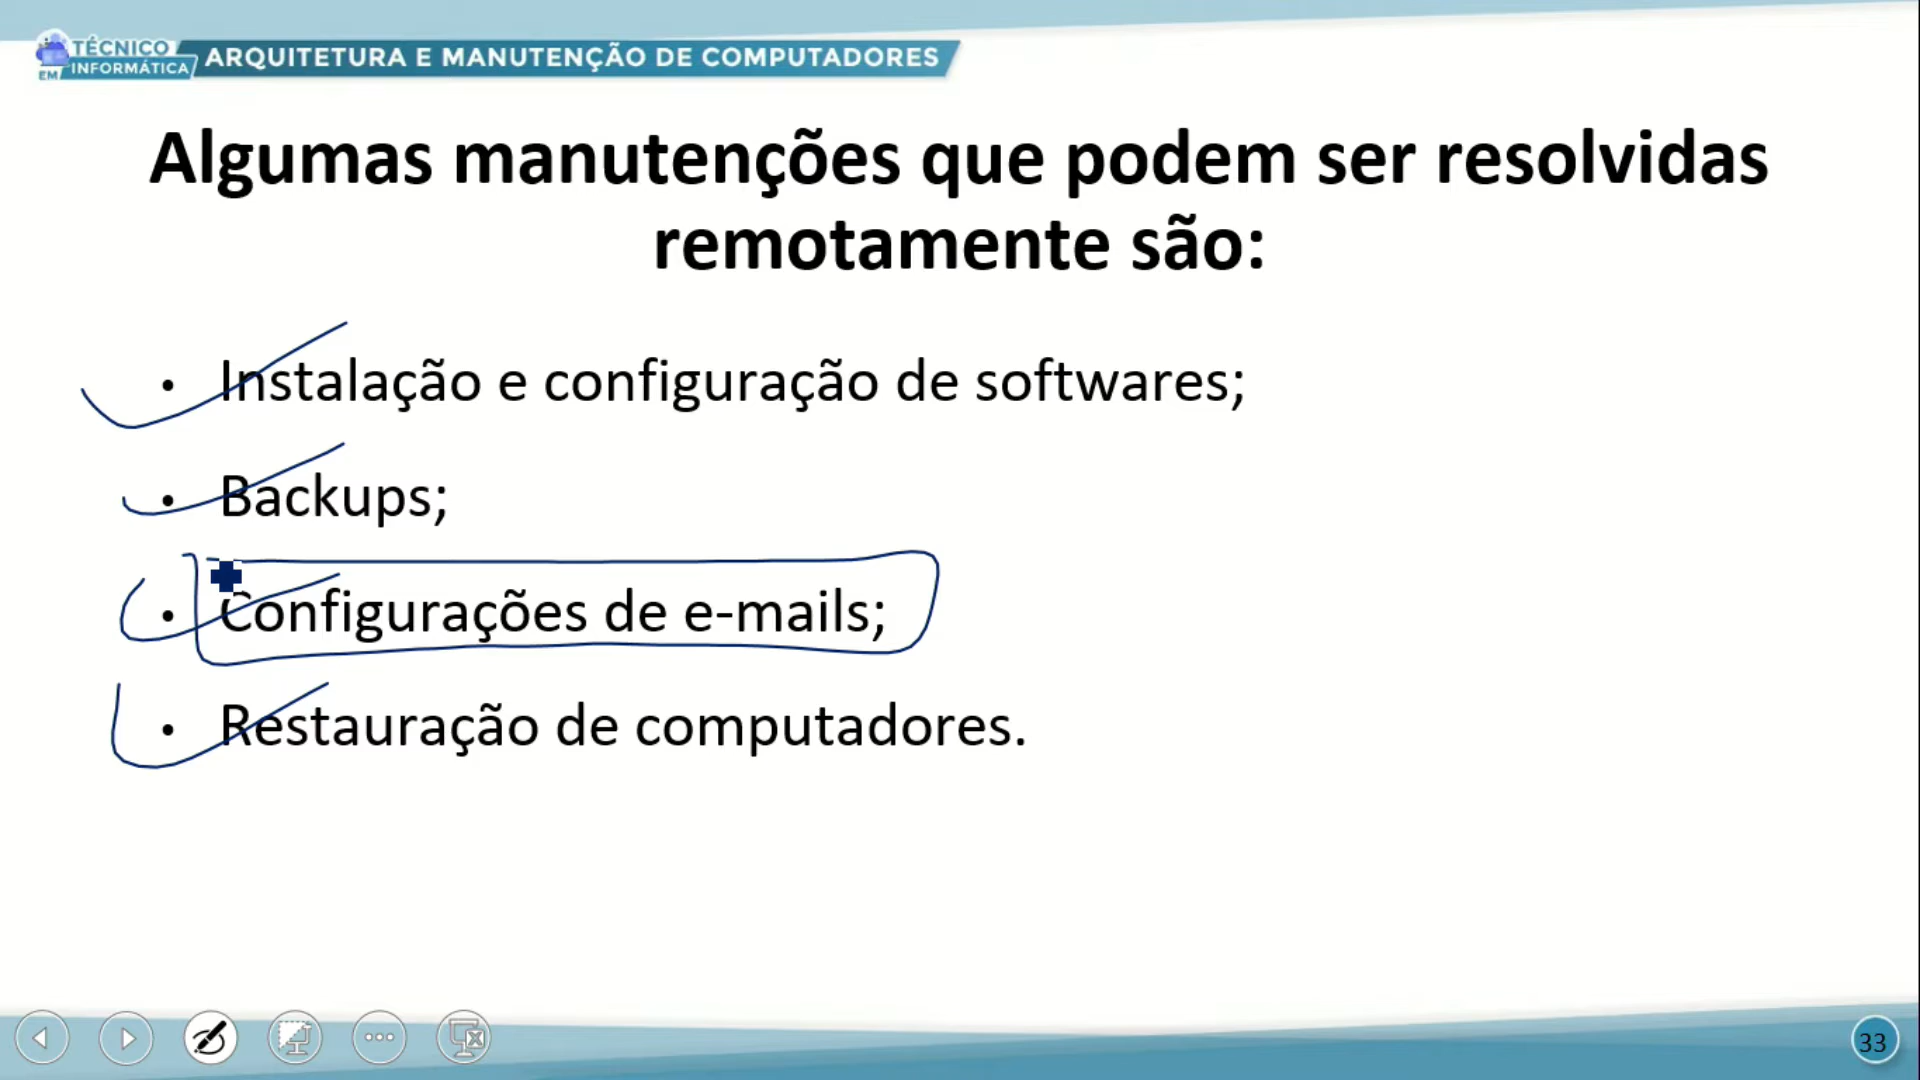 TÉCNICO
EM INFORMÁTICA
ARQUITETURA E MANUTENÇÃO DE COMPUTADORES
Algumas manutenções que podem ser resolvidas
remotamente são:
• Instalação e configuração de softwares;
• Backups;
• Configurações de e-mails;
• Restauração de computadores.
33